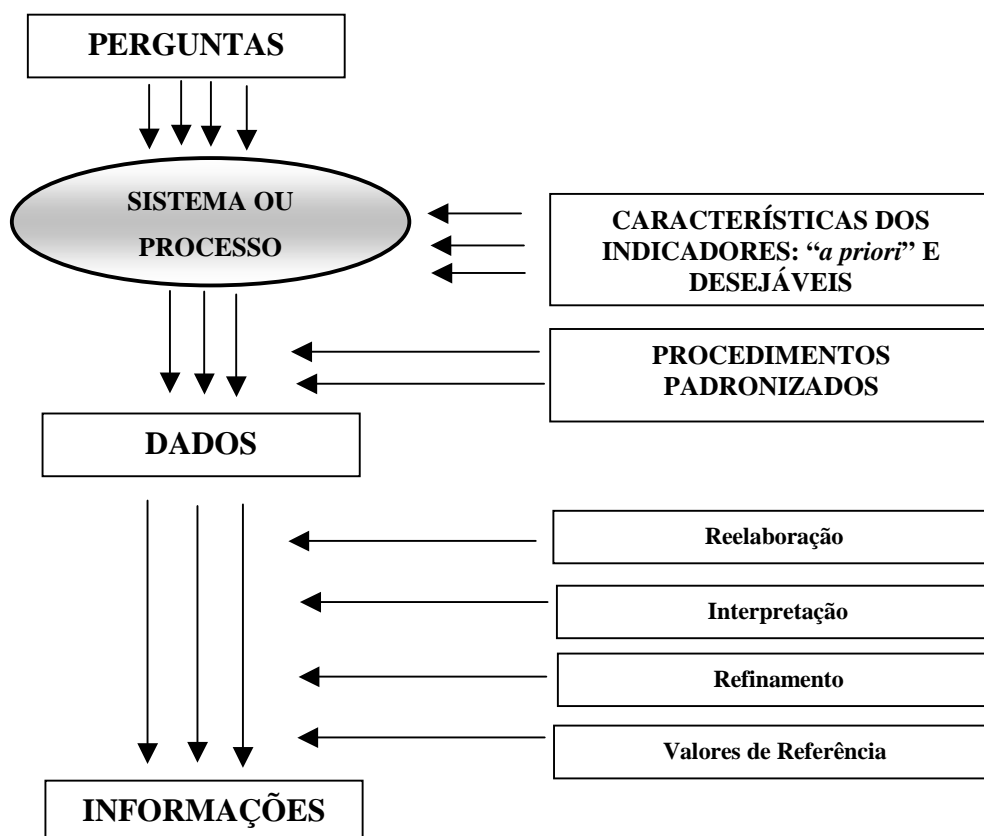 PERGUNTAS
SISTEMA OU
PROCESSO
CARACTERÍSTICAS DOS
INDICADORES: “a priori” E
DESEJÁVEIS
PROCEDIMENTOS
PADRONIZADOS
DADOS
Reelaboração
Interpretação
Refinamento
Valores de Referência
INFORMAÇÕES